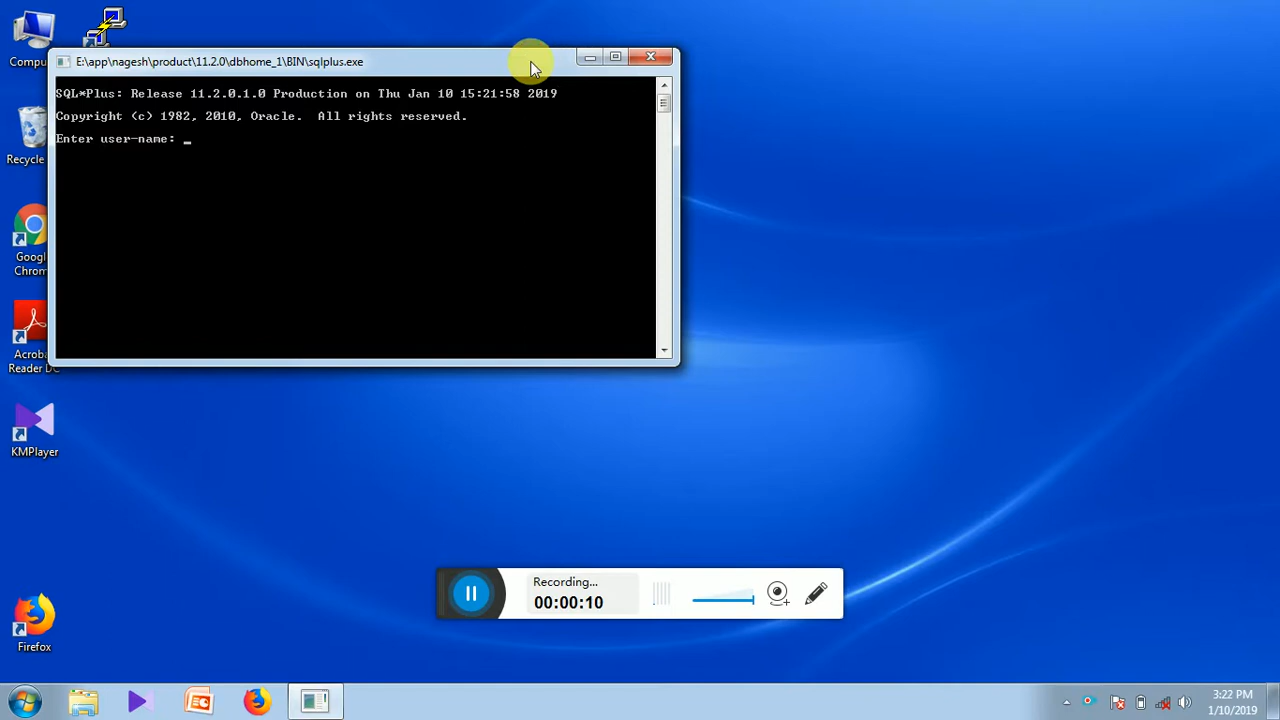 Compu
Recycle
Google
Chrom
Acroba
Reader DC
KMPlayer
Firefox
E:\app\nagesh\product\11.2.0\dbhome_1\BIN\sqlplus.exe
SQL*Plus: Release 11.2.0.1.0 Production on Thu Jan 10 15:21:58 2019
Copyright (c) 1982, 2010, Oracle.  All rights reserved.
Enter user-name: _
Recording...
00:00:10
3:22 PM
1/10/2019